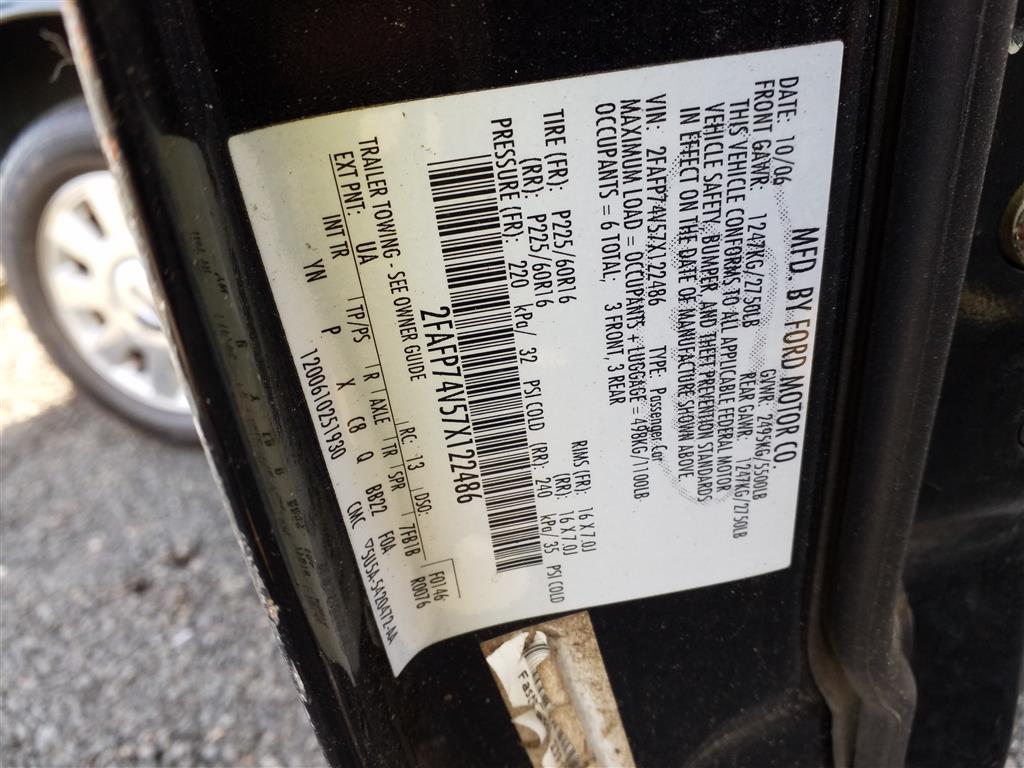 MFD. BY FORD MOTOR CO.
DATE: 10/06 GVWR: 2495KG/5500LB
FRONT GAWR: 1247KG/2750LB REAR GAWR: 1247KG/2750LB
THIS VEHICLE CONFORMS TO ALL APPLICABLE FEDERAL MOTOR
VEHICLE SAFETY, BUMPER, AND THEFT PREVENTION STANDARDS
IN EFFECT ON THE DATE OF MANUFACTURE SHOWN ABOVE.
VIN: 2FAFP74V57X122486 TYPE: Passenger Car
MAXIMUM LOAD = OCCUPANTS + LUGGAGE = 498KG/1100LB
OCCUPANTS = 6 TOTAL; 3 FRONT, 3 REAR
TIRE (FR): P225/60R16 RIMS (FR): 16 X 7.0J
(RR): P225/60R16 (RR): 16 X 7.0J
PRESSURE (FR): 220 kPa/ 32 PSI COLD (RR): 240 kPa/35 PSI COLD
2FAFP74V57X122486
TRAILER TOWING - SEE OWNER GUIDE
F0146
EXT PNT: UA RC: 13 DSO: R0076
INT TR TP/PS R AXLE TR SPR 7FB1B
YN P X C8 Q BB22 F0A
1200610251930 CNC 5U5A-5420472-AA
Fas